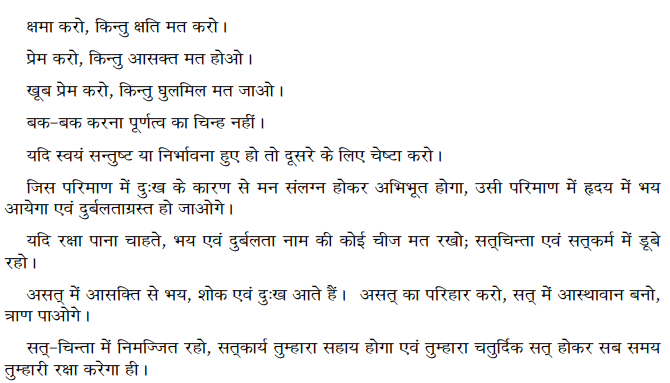 क्षमा करो, किन्तु क्षति मत करो।
प्रेम करो, किन्तु आसक्त मत होओ।
खूब प्रेम करो, किन्तु घुलमिल मत जाओ।
बक-बक करना पूर्णत्व का चिन्ह नहीं।
यदि स्वयं सन्तुष्ट या निर्भावना हुए हो तो दूसरे के लिए चेष्टा करो।
जिस परिमाण में दुःख के कारण से मन संलग्न होकर अभिभूत होगा, उसी परिमाण में हृदय में भय
आयेगा एवं दुर्बलताग्रस्त हो जाओगे।
यदि रक्षा पाना चाहते, भय एवं दुर्बलता नाम की कोई चीज मत रखो; सत्चिन्ता एवं सत्कर्म में डूबे
रहो।
असत् में आसक्ति से भय, शोक एवं दुःख आते हैं। असत् का परिहार करो, सत् में आस्थावान बनो,
त्राण पाओगे।
सत्-चिन्ता में निमज्जित रहो, सत्कार्य तुम्हारा सहाय होगा एवं तुम्हारा चतुर्दिक सत् होकर सब समय
तुम्हारी रक्षा करेगा ही।